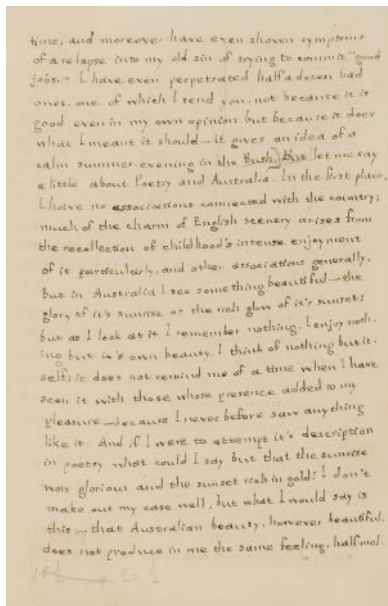 time, and moreover have even shown symptoms
of a relapse into my old sin of trying to commit "good
jobs." I have even perpetrated half a dozen bad
ones, one of which I send you, not because it is
good even in my own opinion but because it does
what I meant it should — it gives an idea of a
calm summer evening in the Bush.) But let me say
a little about Poetry and Australia. In the first place,
I have no associations connected with the country;
much of the charm of English scenery arises from
the recollection of childhood's intense enjoyment
of it particularly, and other associations generally.
But in Australia I see something beautiful — the
glory of it's sunrise or the rich glow of it's sunset;
but as I look at it I remember nothing. I enjoy noth-
ing but it's own beauty. I think of nothing but it-
self; it does not remind me of a time when I have
seen it with those whose presence added to my
pleasure — because I never before saw anything
like it. And if I were to attempt it's description
in poetry what could I say but that the sunrise
was glorious and the sunset rich in gold? I don't
make out my case well, but what I would say is
this — that Australian beauty, however beautiful,
does not produce in me the same feeling, half mel-